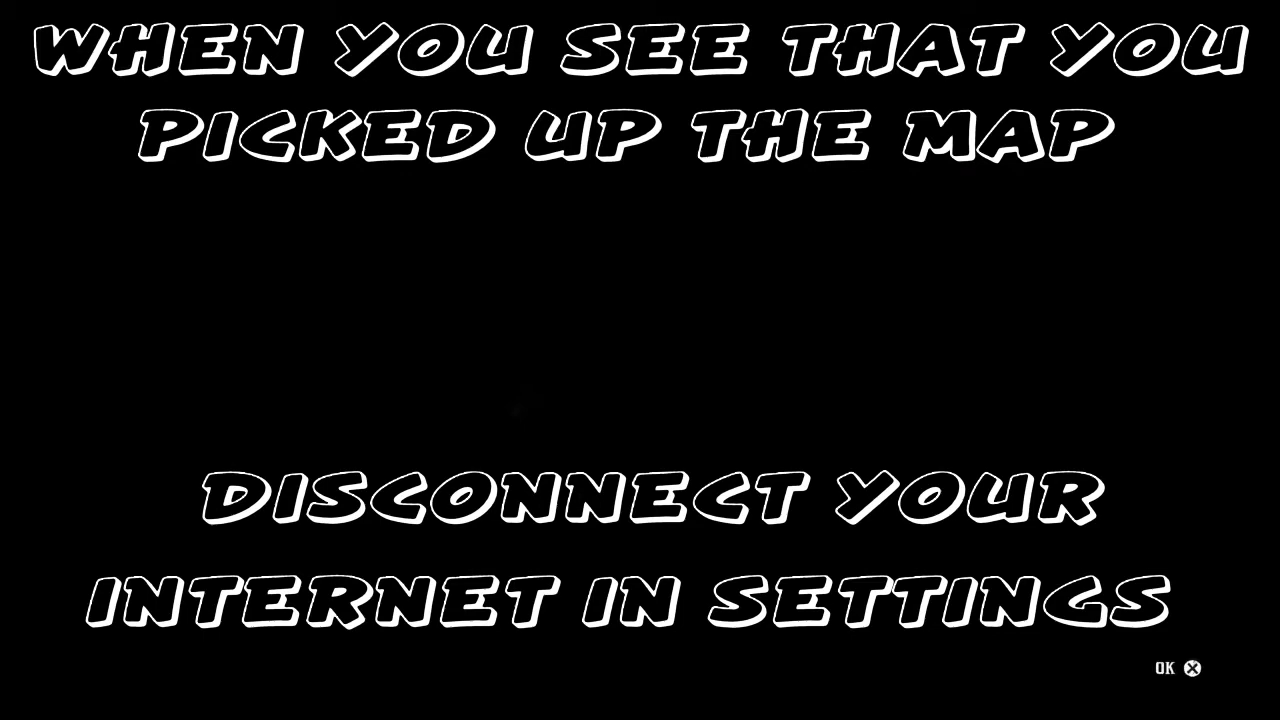 WHEN YOU SEE THAT YOU
PICKED UP THE MAP
DISCONNECT YOUR
INTERNET IN SETTINGS
OK